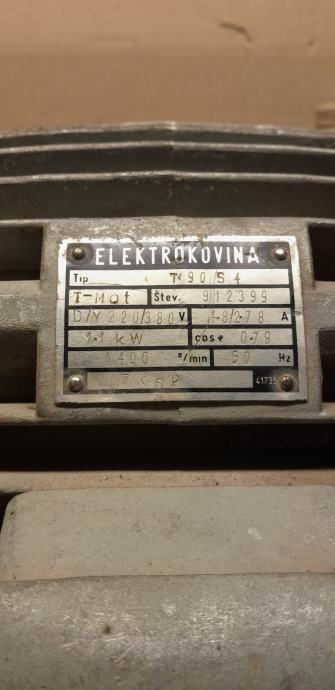 ELEKTROKOVINA
Tip T 90/S 4
T-Mot Štev. 912399
D/Y 220/380 V 4.8/2.78 A
1.1 kW cos φ 0.79
1400 °/min 50 Hz
41735